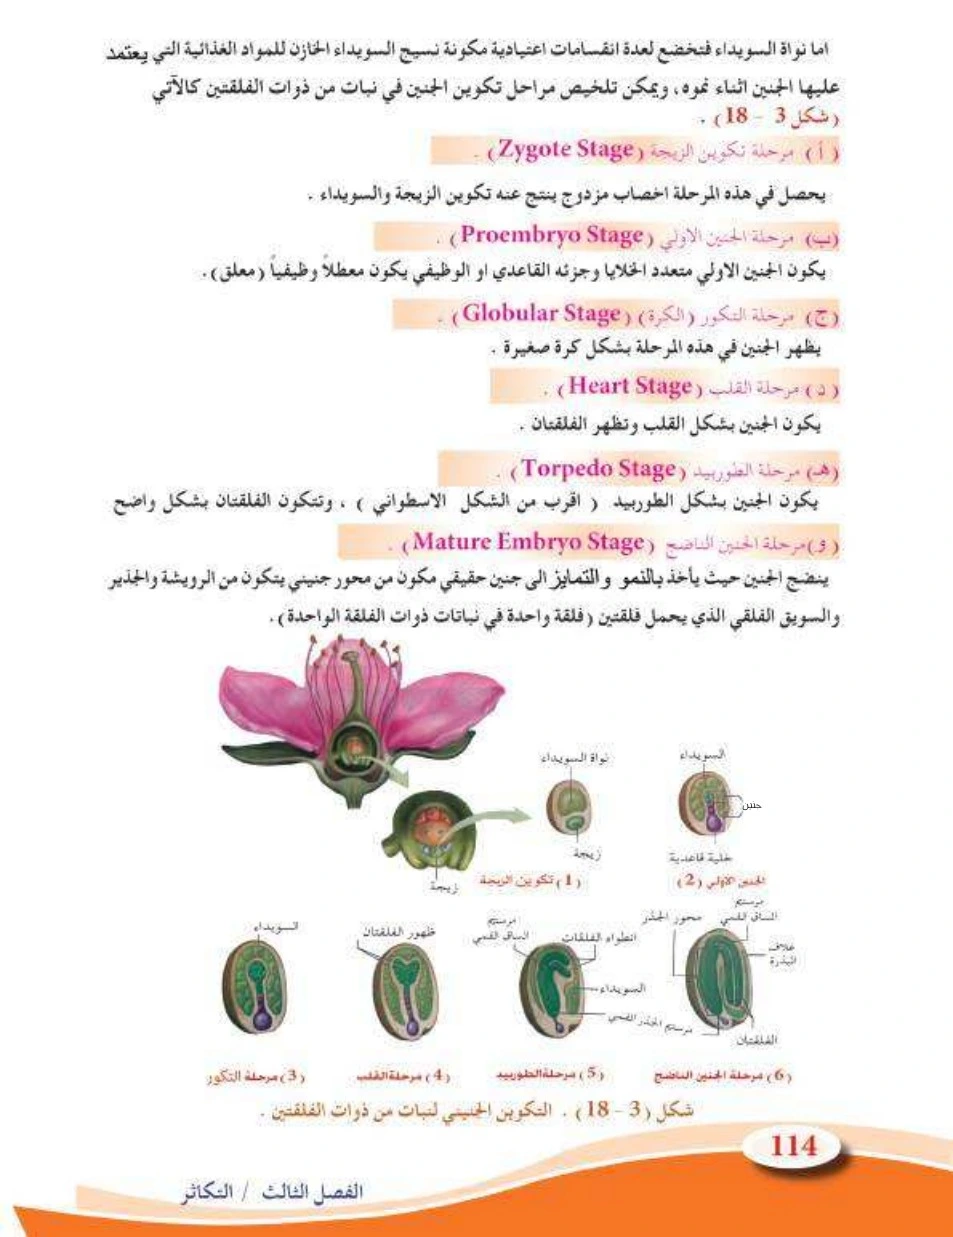 اما نواة السويداء فتخضع لعدة انقسامات اعتيادية مكونة نسيج السويداء الخازن للمواد الغذائية التي يعتمد
عليها الجنين اثناء نموه، ويمكن تلخيص مراحل تكوين الجنين في نبات من ذوات الفلقتين كالآتي
(شكل 3 - 18) .
( أ ) مرحلة تكوين الزيجة (Zygote Stage) .
يحصل في هذه المرحلة اخصاب مزدوج ينتج عنه تكوين الزيجة والسويداء .
(ب) مرحلة الجنين الاولي (Proembryo Stage) .
يكون الجنين الاولي متعدد الخلايا وجزئه القاعدي او الوظيفي يكون معطلاً وظيفياً (معلق).
(ج) مرحلة التكور (الكرة) (Globular Stage) .
يظهر الجنين في هذه المرحلة بشكل كرة صغيرة .
( د ) مرحلة القلب (Heart Stage) .
يكون الجنين بشكل القلب وتظهر الفلقتان .
(هـ) مرحلة الطوربيد (Torpedo Stage) .
يكون الجنين بشكل الطوربيد ( اقرب من الشكل الاسطواني ) ، وتتكون الفلقتان بشكل واضح
( و)مرحلة الجنين الناضج (Mature Embryo Stage) .
ينضج الجنين حيث يأخذ بالنمو و التمايز الى جنين حقيقي مكون من محور جنيني يتكون من الرويشة والجذير
والسويق الفلقي الذي يحمل فلقتين (فلقة واحدة في نباتات ذوات الفلقة الواحدة).
نواة السويداء
السويداء
جنين
زيجة
خلية قاعدية
زيجة
(1) تكوين الزيجة
الجنين الاولي (2)
السويداء
ظهور الفلقتان
مرستيم
الساق القمي
انطواء الفلقات
السويداء
مرستيم الجذر القمي
محور الجذر
مرستيم
الساق القمي
غلاف
البذرة
الفلقتان
(6) مرحلة الجنين الناضج
(5) مرحلة الطوربيد
(4) مرحلة القلب
(3) مرحلة التكور
شكل (3 - 18) . التكوين الجنيني لنبات من ذوات الفلقتين .
114
الفصل الثالث / التكاثر